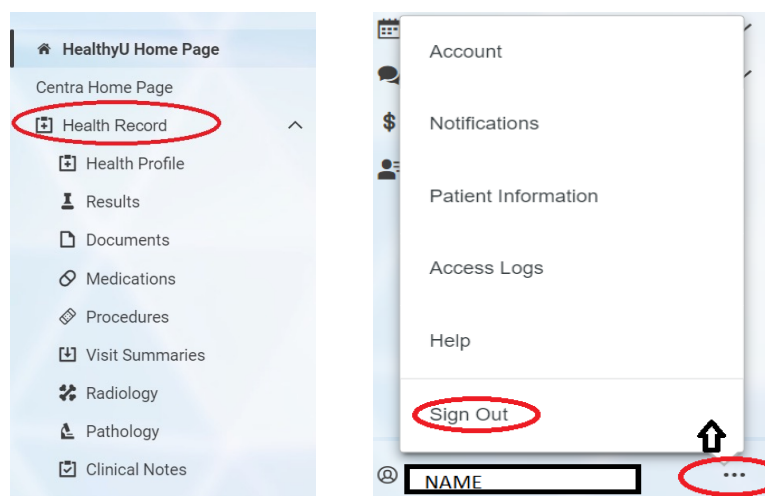 HealthyU Home Page
Centra Home Page
Health Record
Health Profile
Results
Documents
Medications
Procedures
Visit Summaries
Radiology
Pathology
Clinical Notes
Account
Notifications
Patient Information
Access Logs
Help
Sign Out
NAME